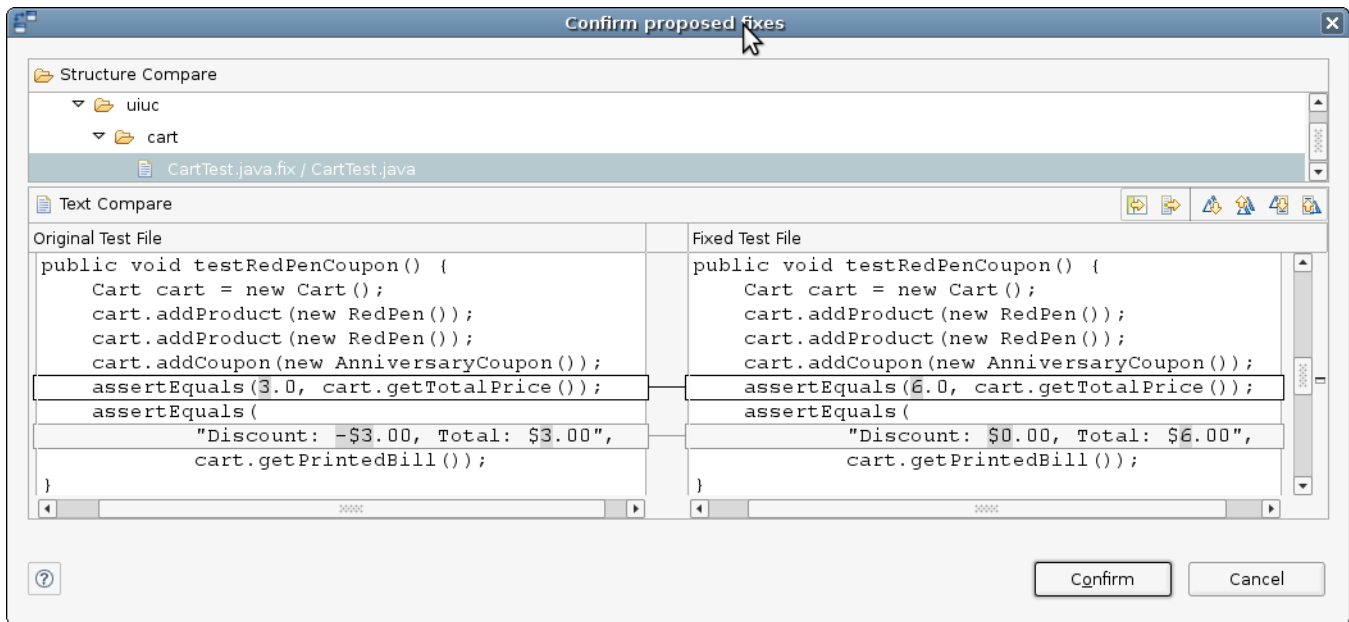 Confirm proposed fixes
Structure Compare
uiuc
cart
CartTest.java.fix / CartTest.java
Text Compare
Original Test File
public void testRedPenCoupon() {
Cart cart = new Cart();
cart.addProduct(new RedPen());
cart.addProduct(new RedPen());
cart.addCoupon(new AnniversaryCoupon());
assertEquals(3.0, cart.getTotalPrice());
assertEquals(
"Discount: -$3.00, Total: $3.00",
cart.getPrintedBill());
}
Fixed Test File
public void testRedPenCoupon() {
Cart cart = new Cart();
cart.addProduct(new RedPen());
cart.addProduct(new RedPen());
cart.addCoupon(new AnniversaryCoupon());
assertEquals(6.0, cart.getTotalPrice());
assertEquals(
"Discount: $0.00, Total: $6.00",
cart.getPrintedBill());
}
?
Confirm
Cancel